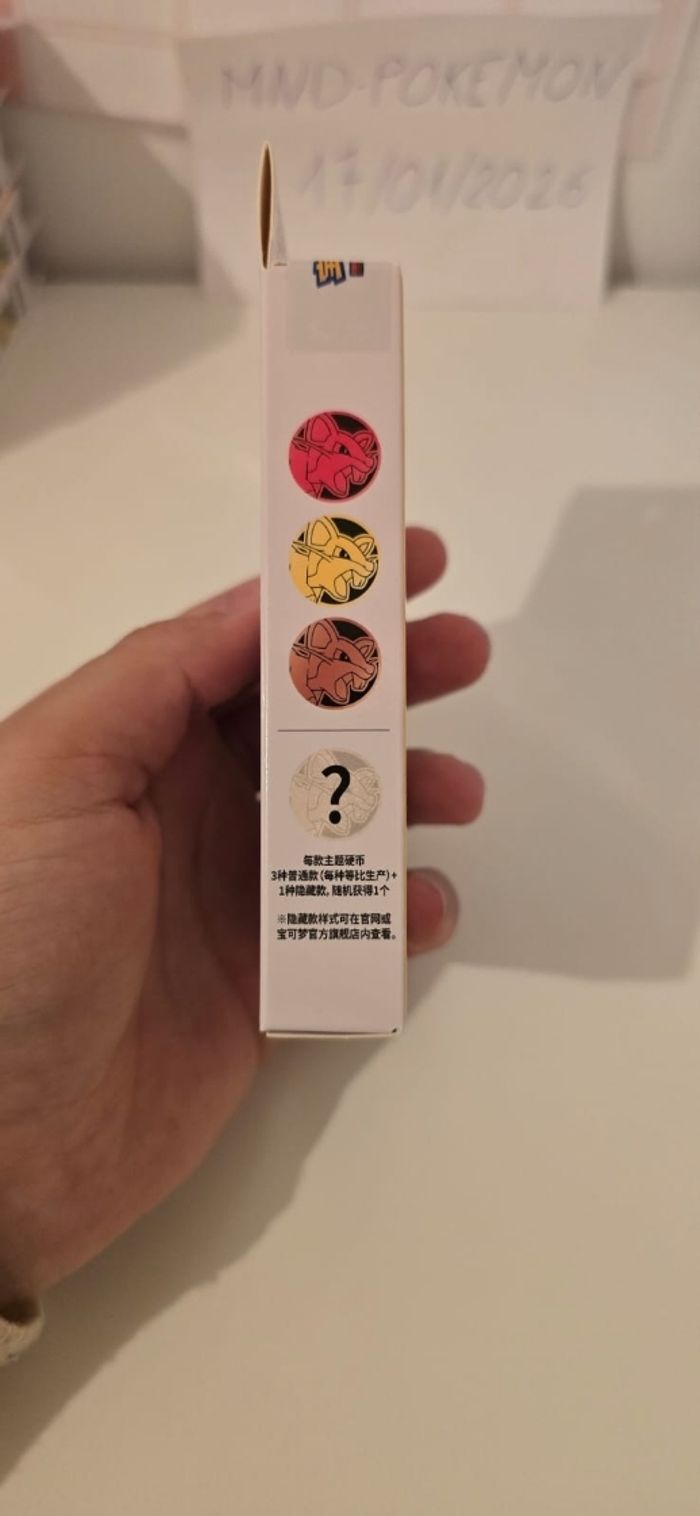 MND-POKEMON
17/01/2026
?
每款主题硬币
3种普通款(每种等比生产)+
1种隐藏款, 随机获得1个
※隐藏款样式可在官网或
宝可梦官方旗舰店内查看。